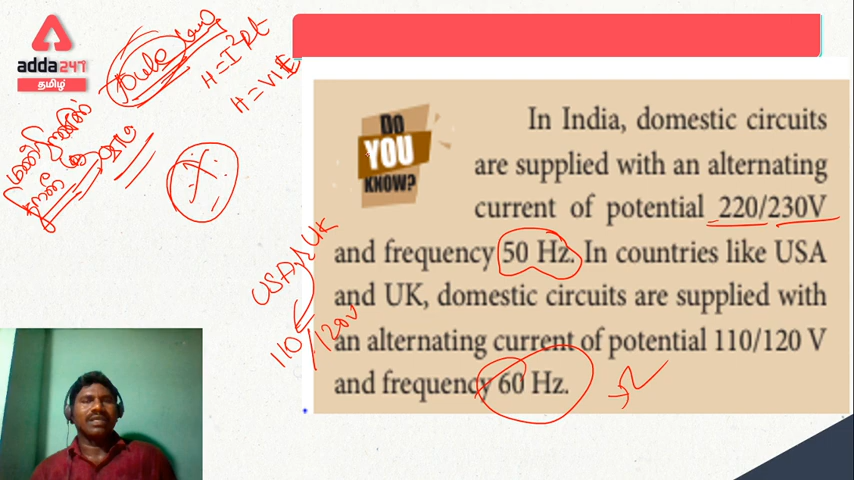 adda247
தமிழ்
Joule law
H = I²Rt
H = VIt
DO
YOU
KNOW?
In India, domestic circuits
are supplied with an alternating
current of potential 220/230V
and frequency 50 Hz. In countries like USA
and UK, domestic circuits are supplied with
an alternating current of potential 110/120 V
and frequency 60 Hz.
USA, UK
110/120V